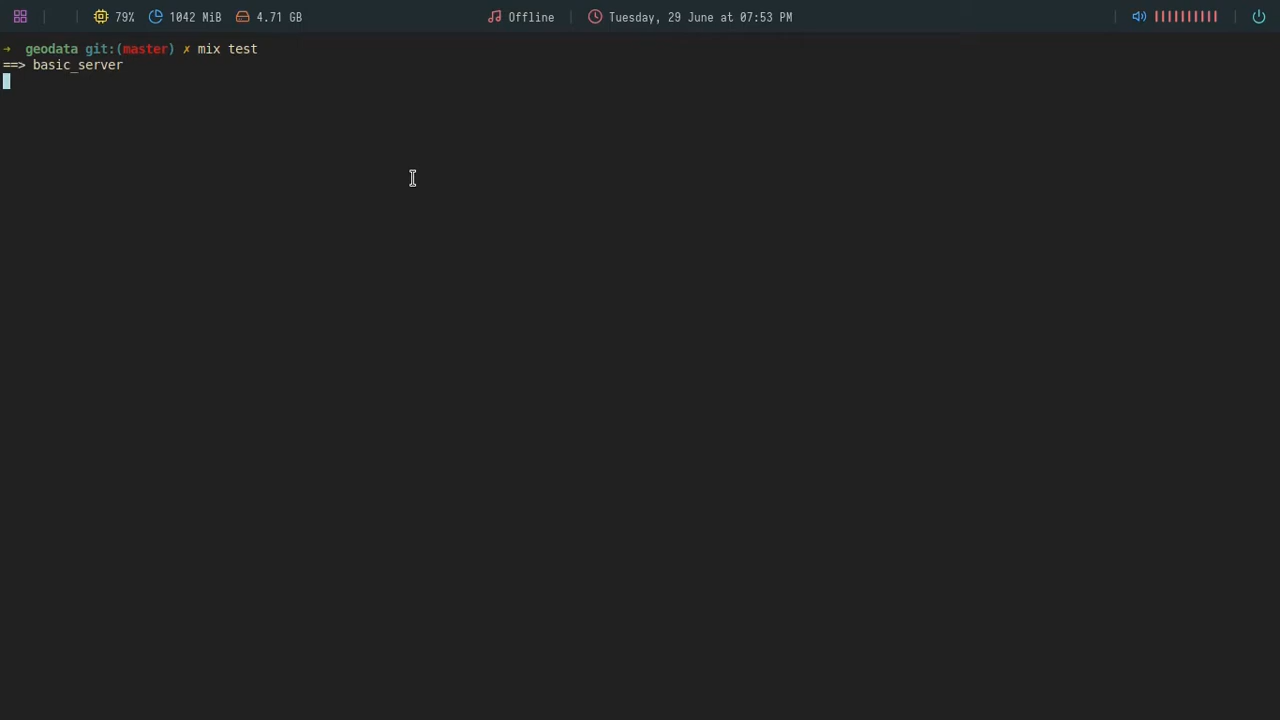 79% 1042 MiB 4.71 GB Offline Tuesday, 29 June at 07:53 PM
→ geodata git:(master) ✗ mix test
==> basic_server